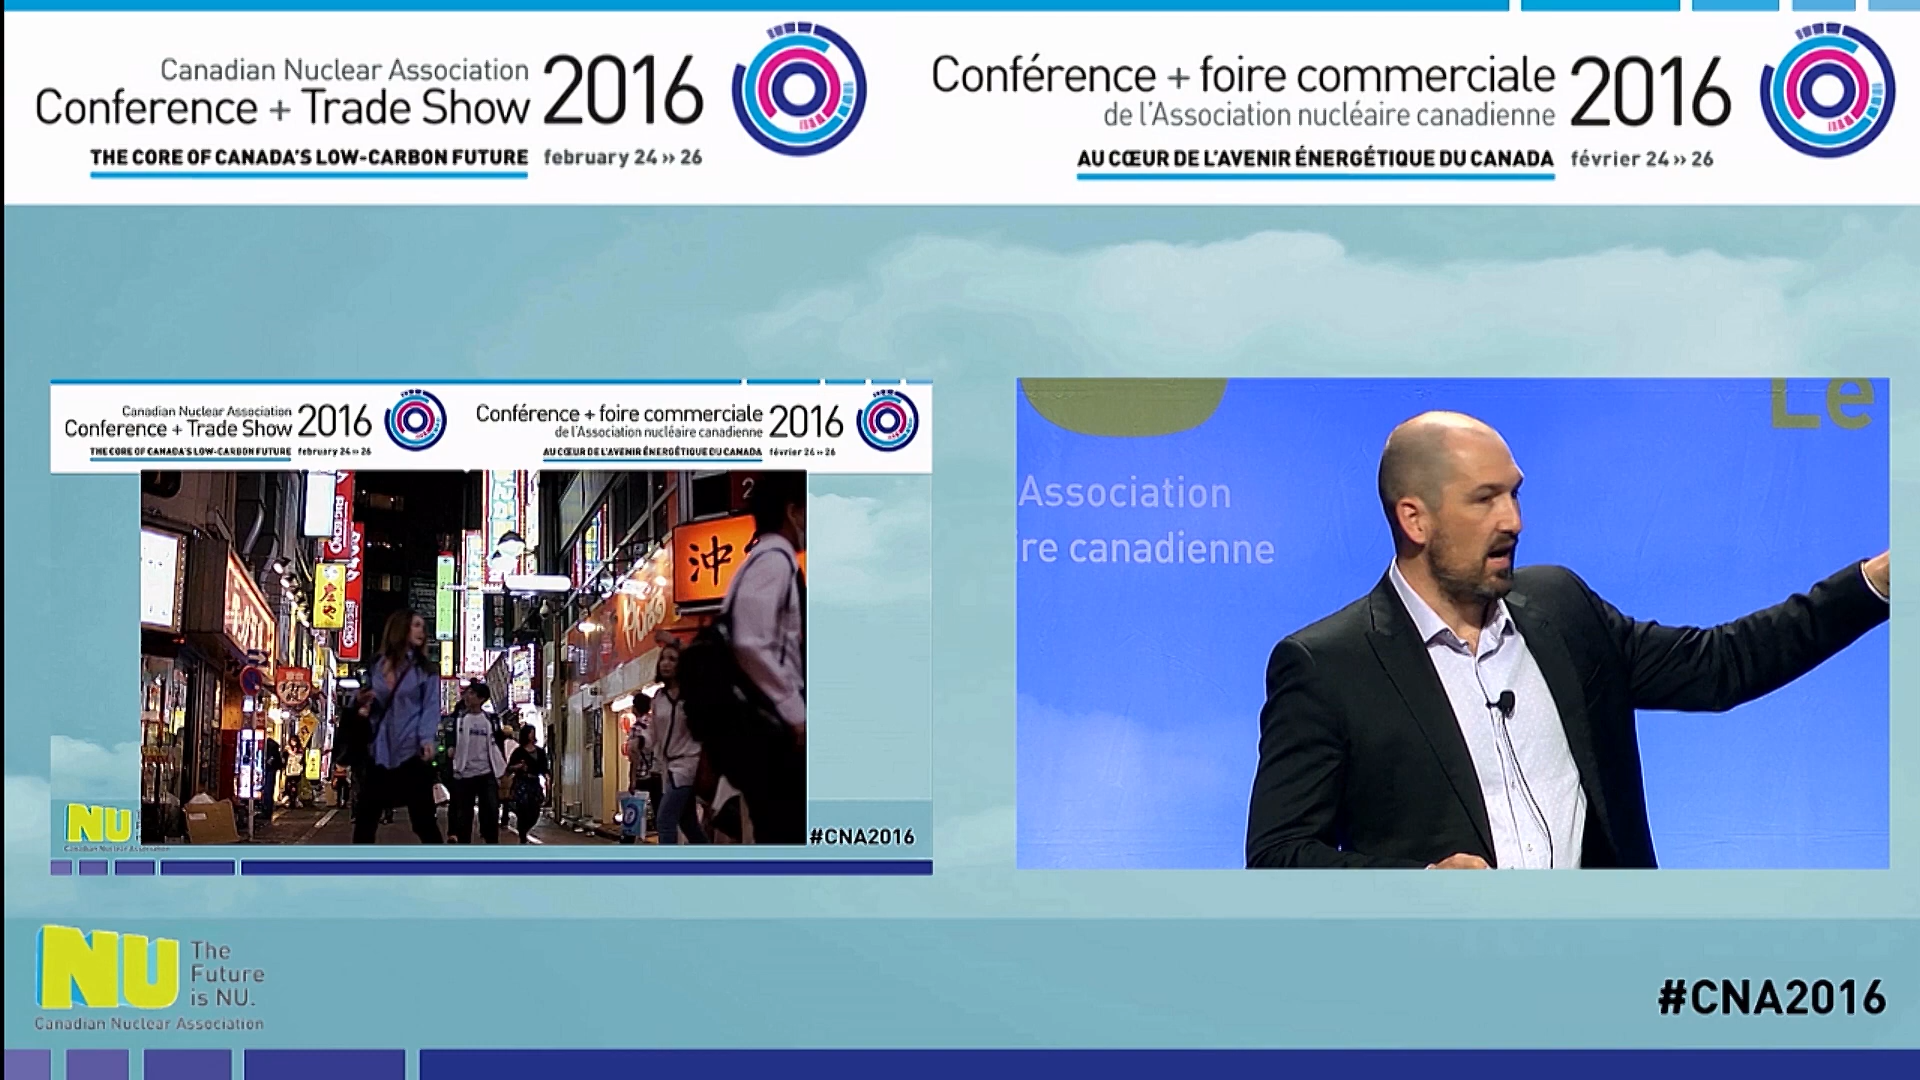 Canadian Nuclear Association
Conference + Trade Show
2016
THE CORE OF CANADA'S LOW-CARBON FUTURE
february 24 ›› 26
Conférence + foire commerciale
de l'Association nucléaire canadienne
2016
AU CŒUR DE L'AVENIR ÉNERGÉTIQUE DU CANADA
février 24 ›› 26
Canadian Nuclear Association
Conference + Trade Show
2016
THE CORE OF CANADA'S LOW-CARBON FUTURE
february 24 ›› 26
Conférence + foire commerciale
de l'Association nucléaire canadienne
2016
AU CŒUR DE L'AVENIR ÉNERGÉTIQUE DU CANADA
février 24 ›› 26
沖
NU
Canadian Nuclear Association
#CNA2016
Le
Association
re canadienne
NU
The
Future
is NU.
Canadian Nuclear Association
#CNA2016